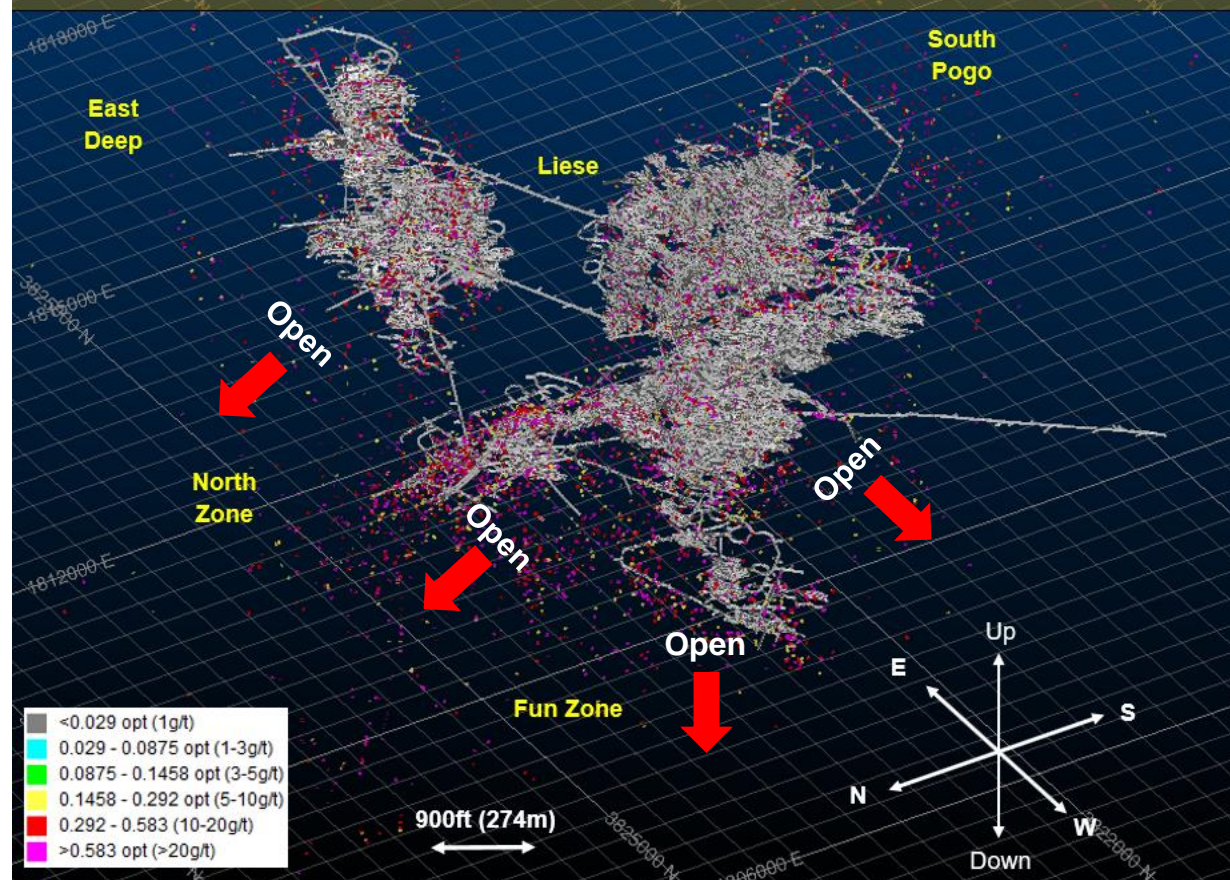 1818000 E
South
Pogo
East
Deep
Liese
Open
North
Zone
Open
Open
1812000 E
Open
Fun Zone
Up
E
S
N
W
Down
<0.029 opt (1g/t)
0.029 - 0.0875 opt (1-3g/t)
0.0875 - 0.1458 opt (3-5g/t)
0.1458 - 0.292 opt (5-10g/t)
0.292 - 0.583 (10-20g/t)
>0.583 opt (>20g/t)
900ft (274m)
3825000 N